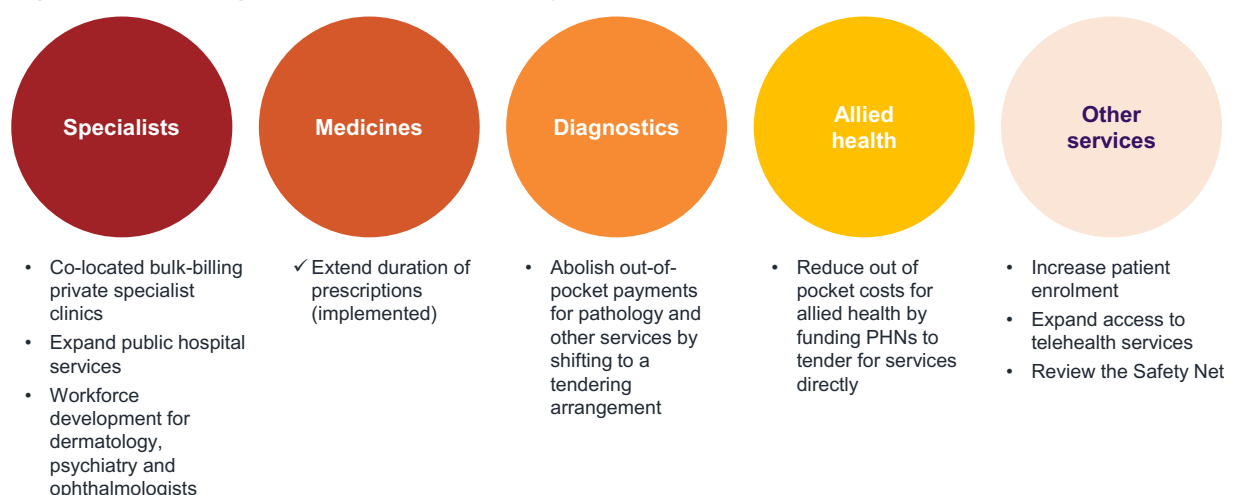 Specialists
Medicines
Diagnostics
Allied
health
Other
services
• Co-located bulk-billing
private specialist
clinics
• Expand public hospital
services
• Workforce
development for
dermatology,
psychiatry and
ophthalmologists
✓ Extend duration of
prescriptions
(implemented)
• Abolish out-of-
pocket payments
for pathology and
other services by
shifting to a
tendering
arrangement
• Reduce out of
pocket costs for
allied health by
funding PHNs to
tender for services
directly
• Increase patient
enrolment
• Expand access to
telehealth services
• Review the Safety Net